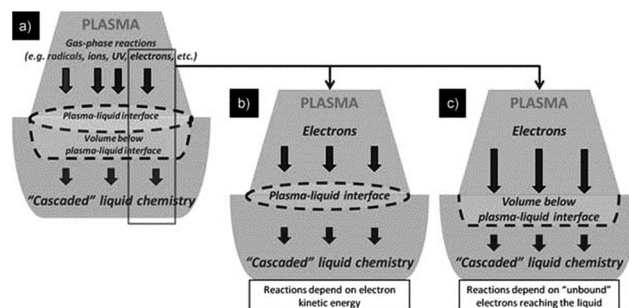 a)
PLASMA
Gas-phase reactions
(e.g. radicals, ions, UV, electrons, etc.)
Plasma-liquid interface
Volume below
plasma-liquid interface
"Cascaded" liquid chemistry
b)
PLASMA
Electrons
Plasma-liquid interface
"Cascaded" liquid chemistry
Reactions depend on electron
kinetic energy
c)
PLASMA
Electrons
Volume below
plasma-liquid interface
"Cascaded" liquid chemistry
Reactions depend on "unbound"
electrons reaching the liquid